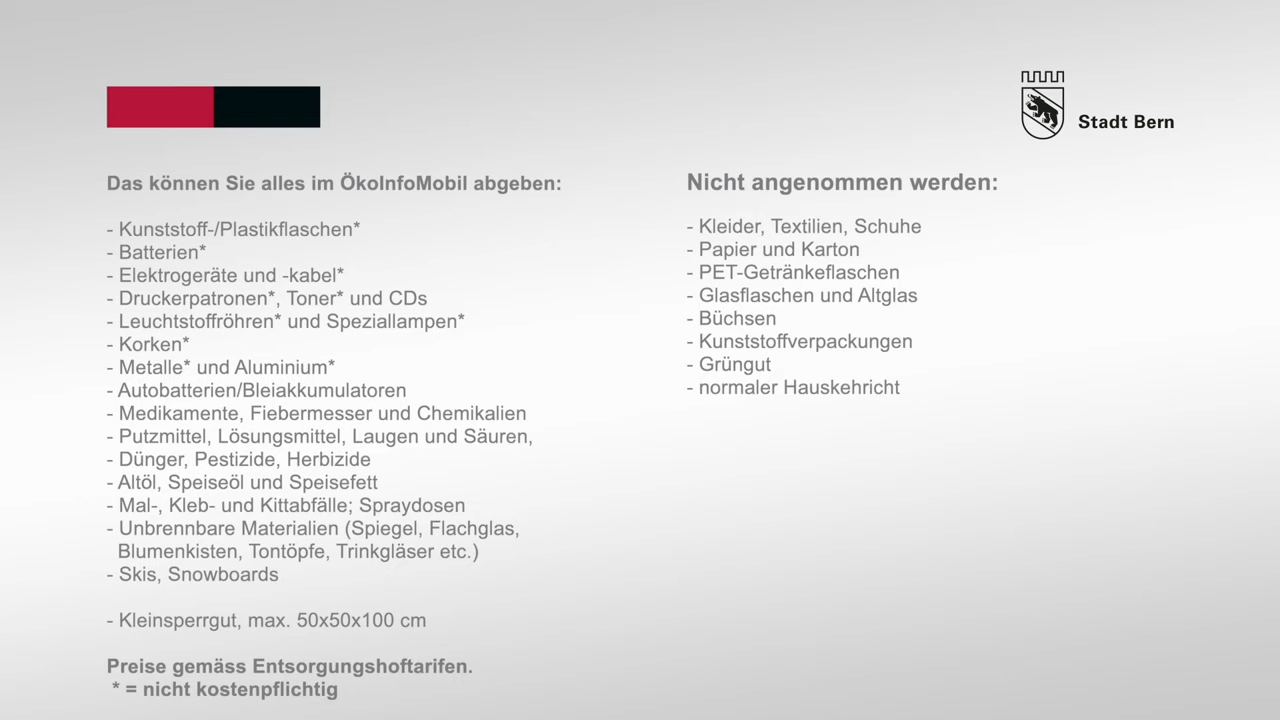 Stadt Bern
Das können Sie alles im ÖkoInfoMobil abgeben:
- Kunststoff-/Plastikflaschen*
- Batterien*
- Elektrogeräte und -kabel*
- Druckerpatronen*, Toner* und CDs
- Leuchtstoffröhren* und Speziallampen*
- Korken*
- Metalle* und Aluminium*
- Autobatterien/Bleiakkumulatoren
- Medikamente, Fiebermesser und Chemikalien
- Putzmittel, Lösungsmittel, Laugen und Säuren,
- Dünger, Pestizide, Herbizide
- Altöl, Speiseöl und Speisefett
- Mal-, Kleb- und Kittabfälle; Spraydosen
- Unbrennbare Materialien (Spiegel, Flachglas,
Blumenkisten, Tontöpfe, Trinkgläser etc.)
- Skis, Snowboards
- Kleinsperrgut, max. 50x50x100 cm
Preise gemäss Entsorgungshoftarifen.
* = nicht kostenpflichtig
Nicht angenommen werden:
- Kleider, Textilien, Schuhe
- Papier und Karton
- PET-Getränkeflaschen
- Glasflaschen und Altglas
- Büchsen
- Kunststoffverpackungen
- Grüngut
- normaler Hauskehricht